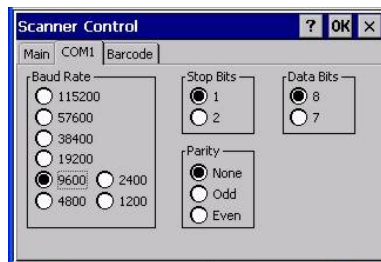 Scanner Control ? OK ×
Main COM1 Barcode
Baud Rate
115200
57600
38400
19200
9600 2400
4800 1200
Stop Bits
1
2
Data Bits
8
7
Parity
None
Odd
Even